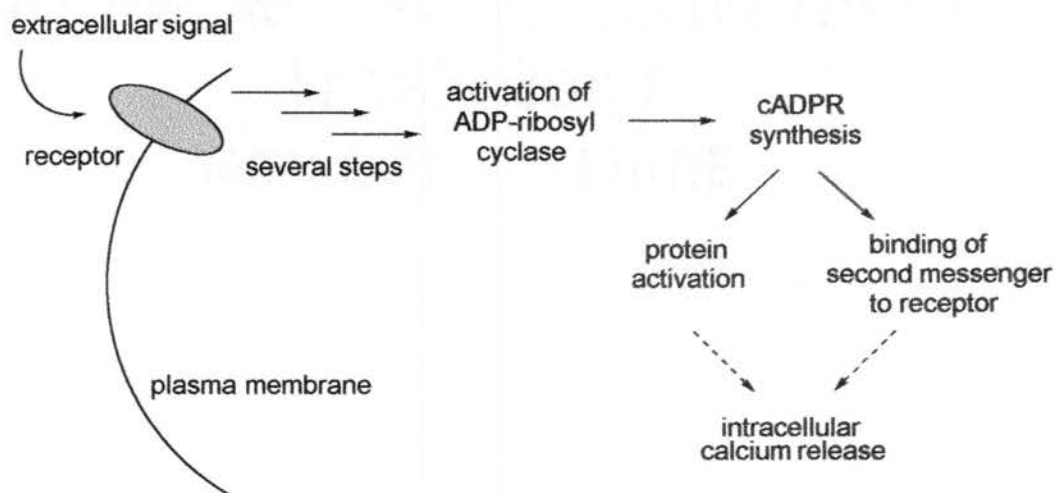 extracellular signal
receptor
several steps
activation of
ADP-ribosyl
cyclase
cADPR
synthesis
protein
activation
binding of
second messenger
to receptor
plasma membrane
intracellular
calcium release